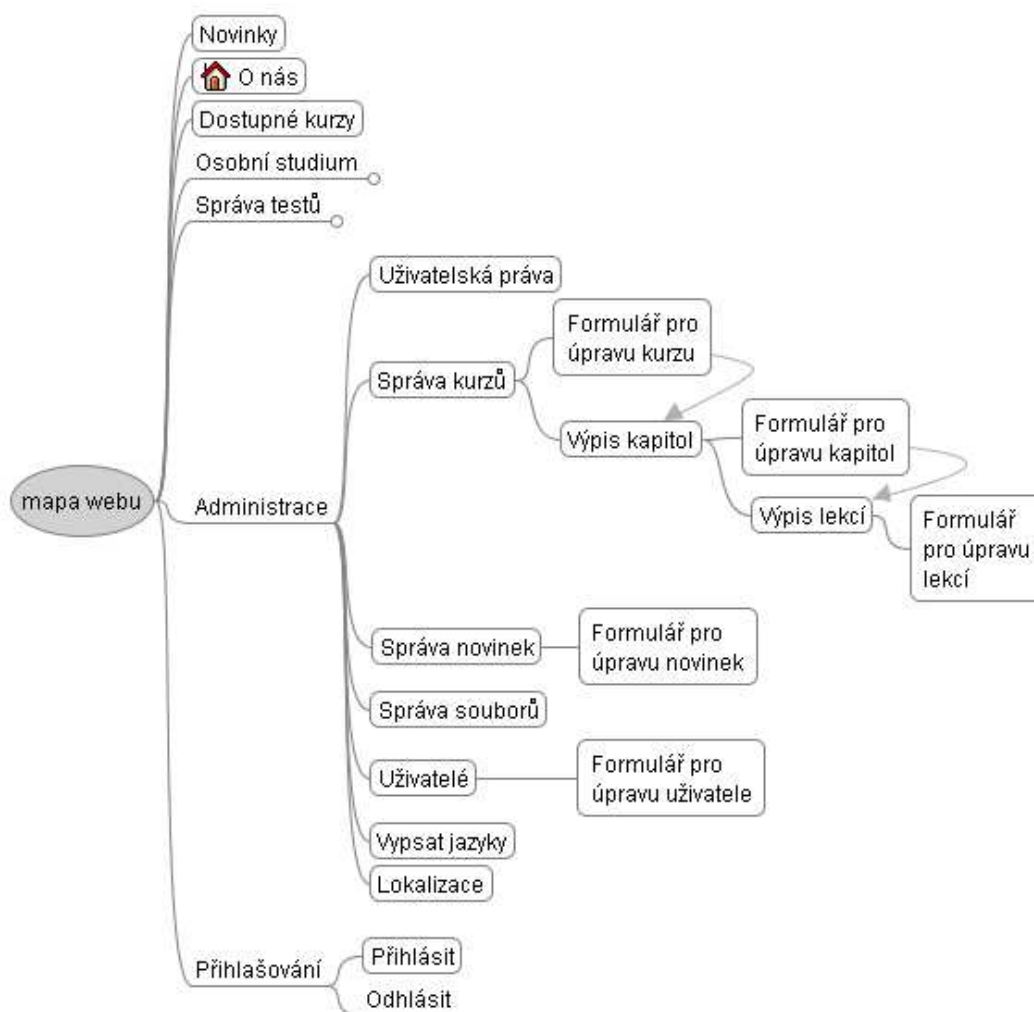 Novinky
O nás
Dostupné kurzy
Osobní studium
Správa testů
Uživatelská práva
Formulář pro
úpravu kurzu
Správa kurzů
Výpis kapitol
Formulář pro
úpravu kapitol
mapa webu
Administrace
Výpis lekcí
Formulář
pro úpravu
lekcí
Správa novinek
Formulář pro
úpravu novinek
Správa souborů
Uživatelé
Formulář pro
úpravu uživatele
Vypsat jazyky
Lokalizace
Přihlašování
Přihlásit
Odhlásit